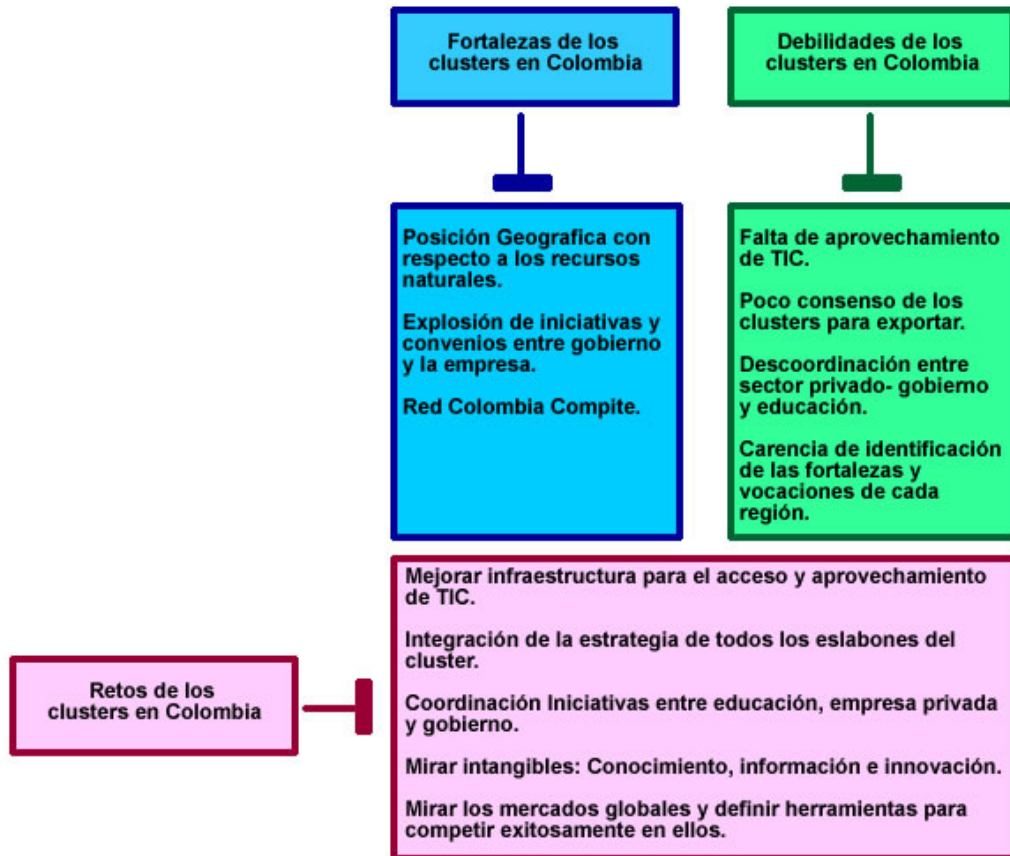 Fortalezas de los
clusters en Colombia
Debilidades de los
clusters en Colombia
Posición Geografica con
respecto a los recursos
naturales.
Explosión de iniciativas y
convenios entre gobierno
y la empresa.
Red Colombia Compite.
Falta de aprovechamiento
de TIC.
Poco consenso de los
clusters para exportar.
Descoordinación entre
sector privado- gobierno
y educación.
Carencia de identificación
de las fortalezas y
vocaciones de cada
región.
Retos de los
clusters en Colombia
Mejorar infraestructura para el acceso y aprovechamiento
de TIC.
Integración de la estrategia de todos los eslabones del
cluster.
Coordinación Iniciativas entre educación, empresa privada
y gobierno.
Mirar intangibles: Conocimiento, información e innovación.
Mirar los mercados globales y definir herramientas para
competir exitosamente en ellos.